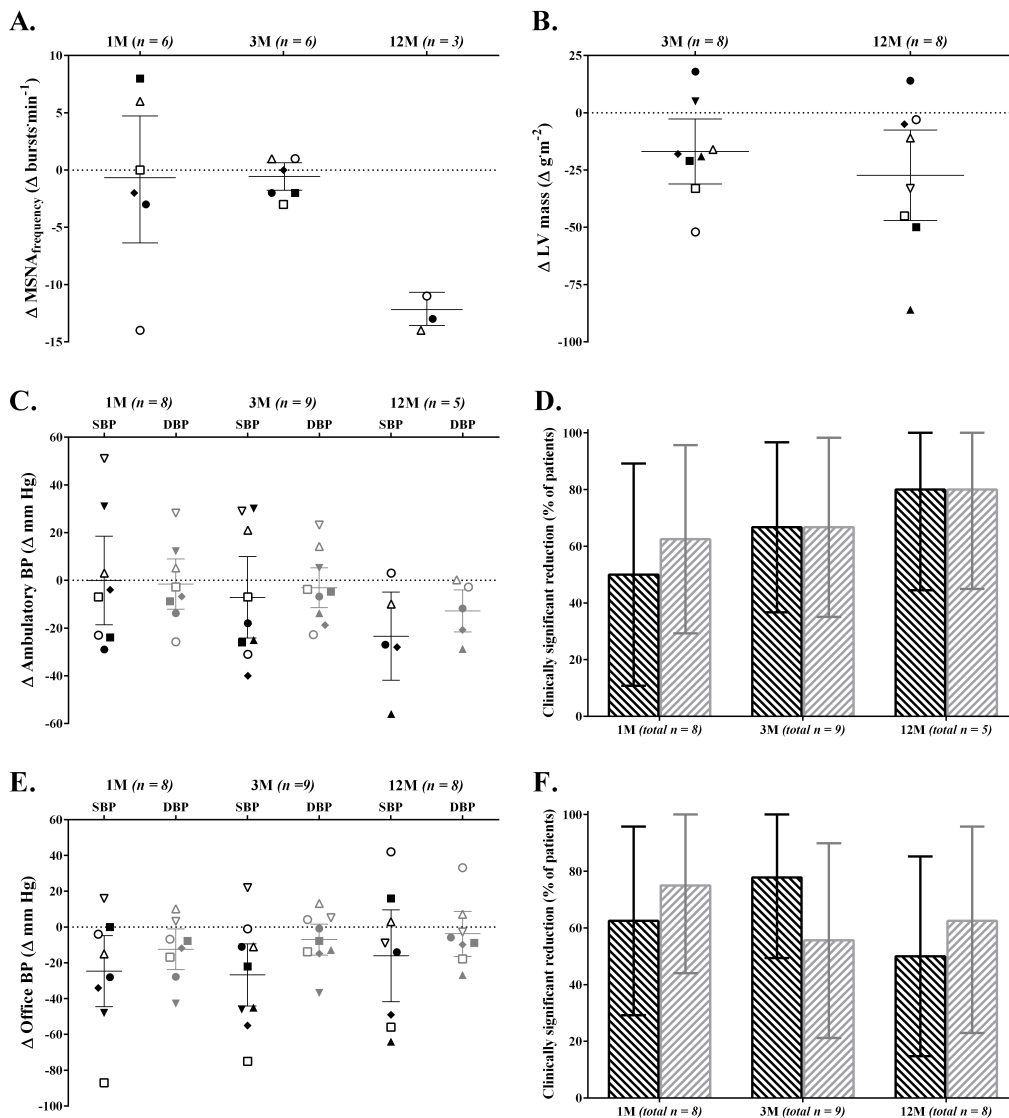 A.
1M (n = 6) 3M (n = 6) 12M (n = 3)
Δ MSNAfrequency (Δ bursts·min⁻¹)
10
5
0
-5
-10
-15
B.
3M (n = 8) 12M (n = 8)
Δ LV mass (Δ g·m⁻²)
25
0
-25
-50
-75
-100
C.
1M (n = 8) 3M (n = 9) 12M (n = 5)
SBP DBP SBP DBP SBP DBP
Δ Ambulatory BP (Δ mm Hg)
60
40
20
0
-20
-40
-60
D.
Clinically significant reduction (% of patients)
100
80
60
40
20
0
1M (total n = 8) 3M (total n = 9) 12M (total n = 5)
E.
1M (n = 8) 3M (n =9) 12M (n = 8)
SBP DBP SBP DBP SBP DBP
Δ Office BP (Δ mm Hg)
60
40
20
0
-20
-40
-60
-80
-100
F.
Clinically significant reduction (% of patients)
100
80
60
40
20
0
1M (total n = 8) 3M (total n = 9) 12M (total n = 8)